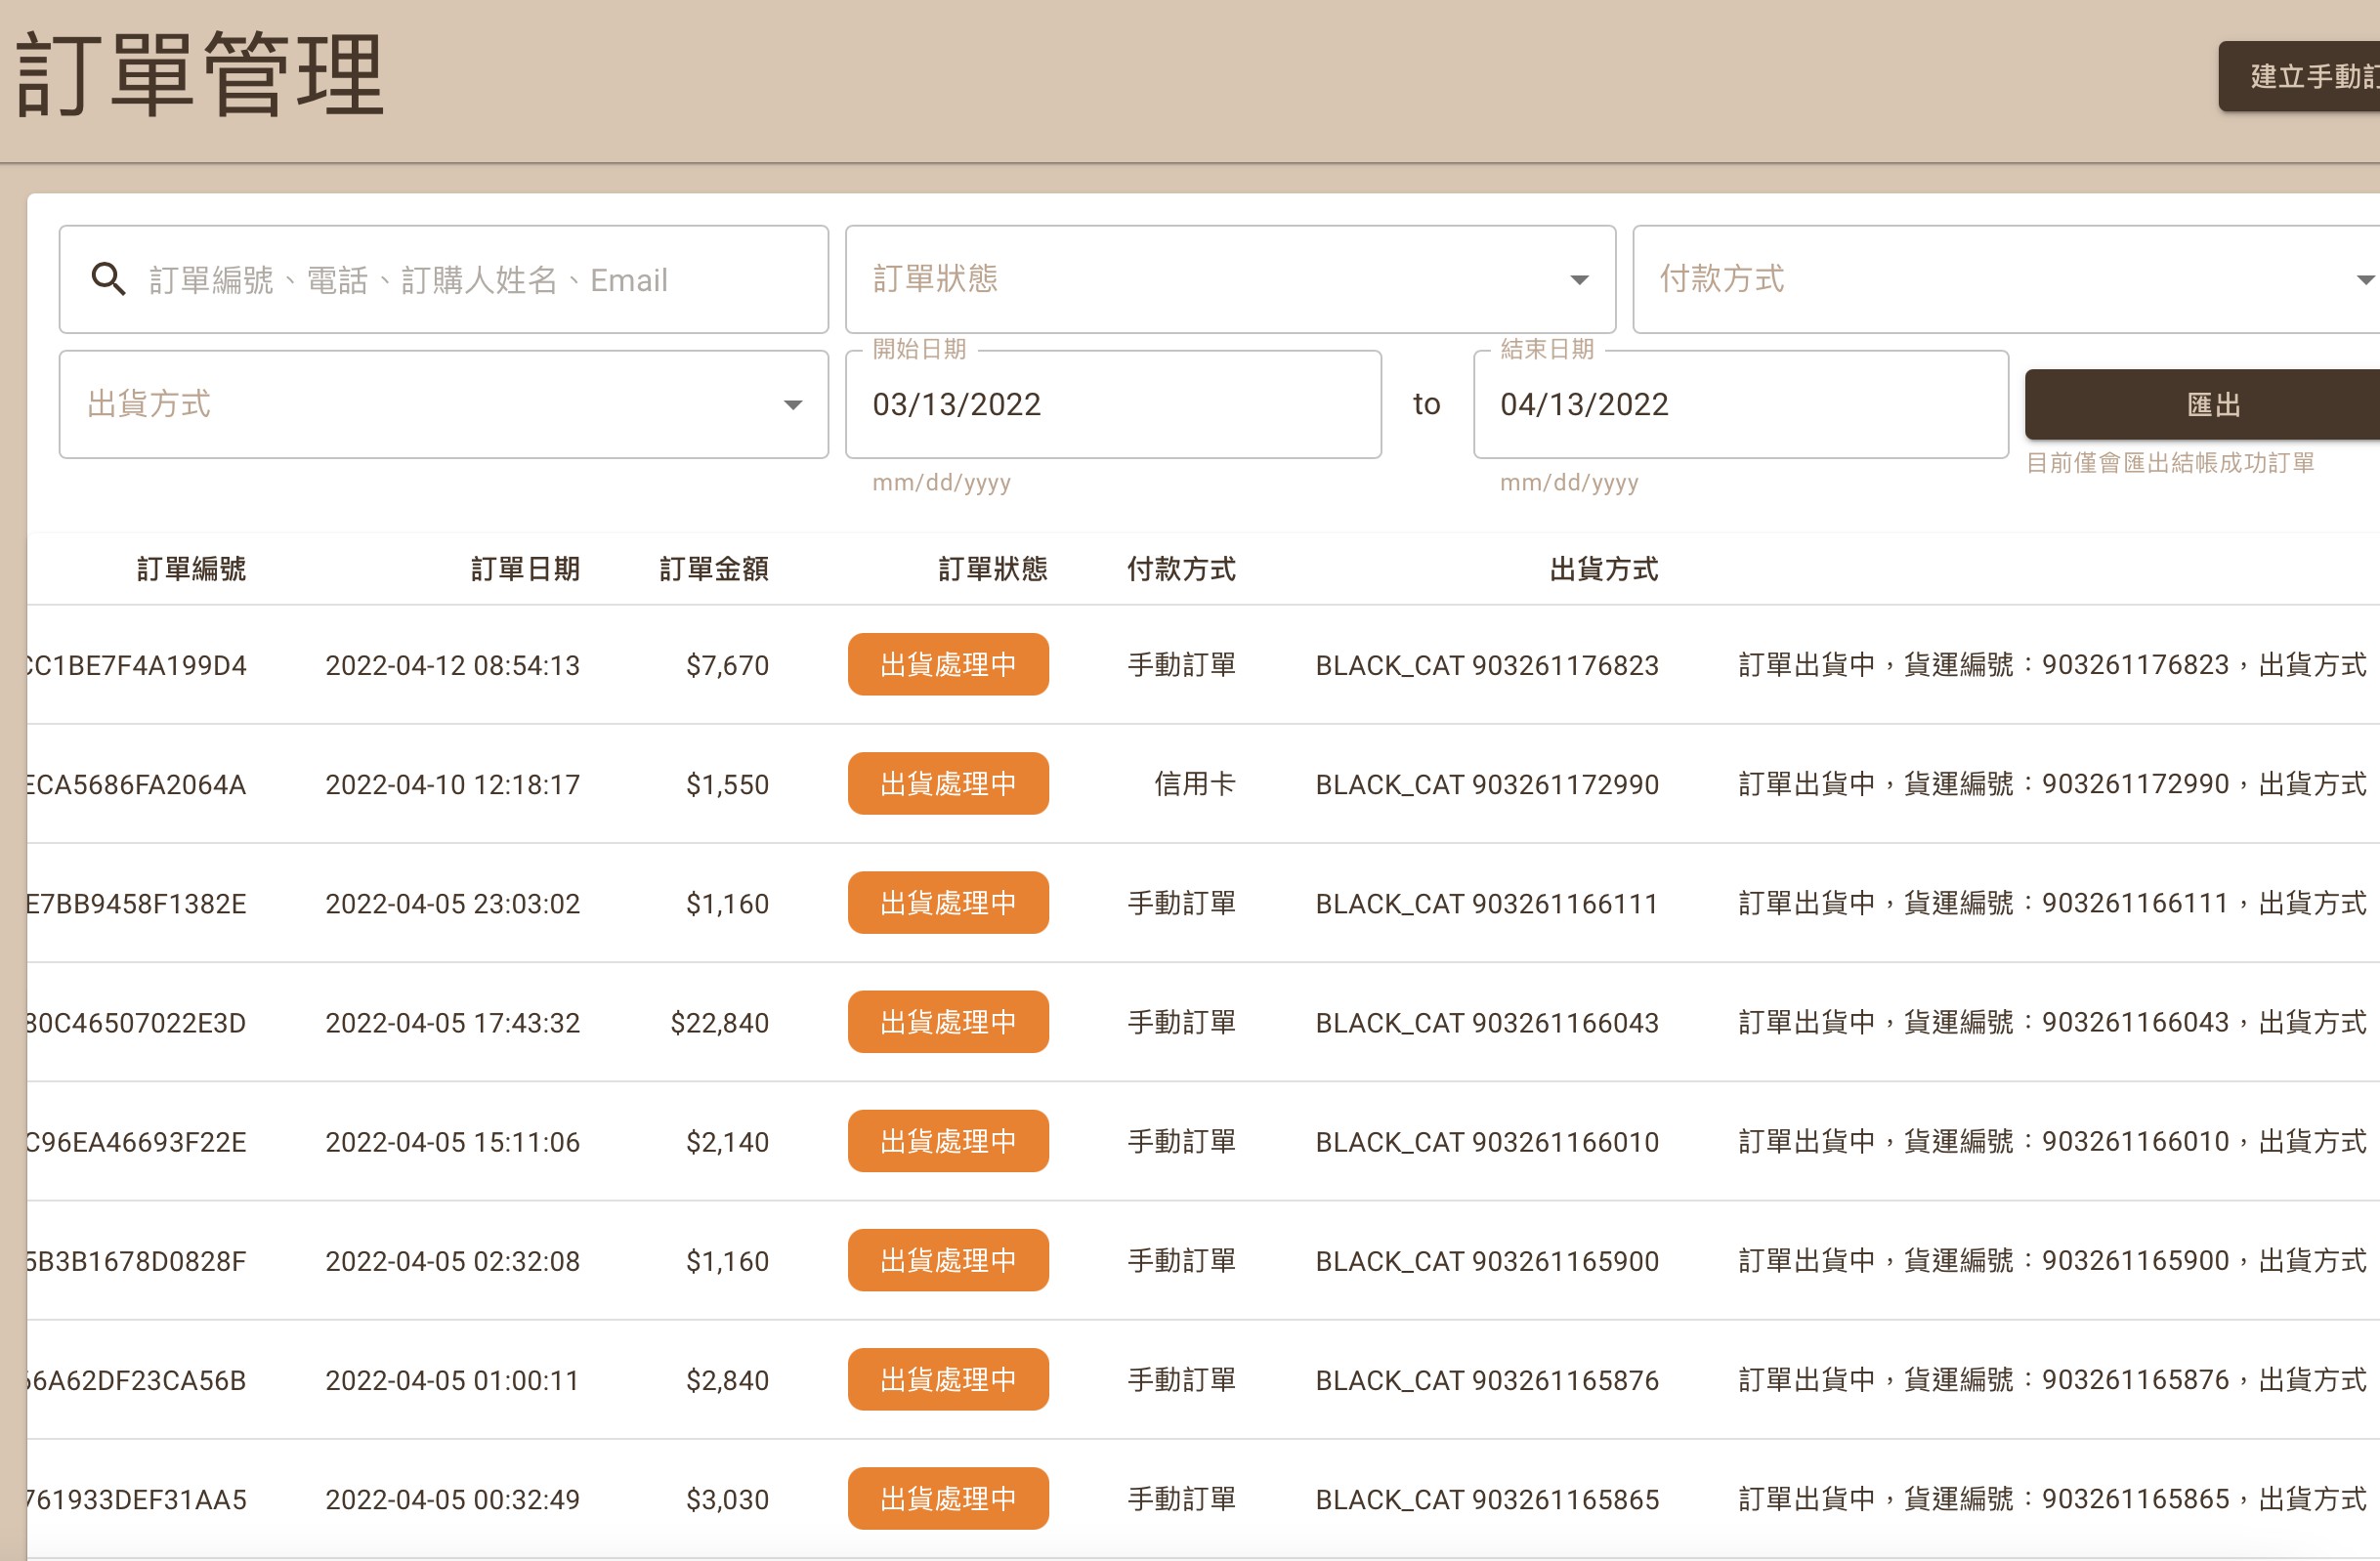 訂單管理
建立手動訂
訂單編號、電話、訂購人姓名、Email
訂單狀態
付款方式
出貨方式
開始日期
03/13/2022
mm/dd/yyyy
to
結束日期
04/13/2022
mm/dd/yyyy
匯出
目前僅會匯出結帳成功訂單
訂單編號 訂單日期 訂單金額 訂單狀態 付款方式 出貨方式
CC1BE7F4A199D4 2022-04-12 08:54:13 $7,670 出貨處理中 手動訂單 BLACK_CAT 903261176823 訂單出貨中，貨運編號：903261176823，出貨方式
ECA5686FA2064A 2022-04-10 12:18:17 $1,550 出貨處理中 信用卡 BLACK_CAT 903261172990 訂單出貨中，貨運編號：903261172990，出貨方式
E7BB9458F1382E 2022-04-05 23:03:02 $1,160 出貨處理中 手動訂單 BLACK_CAT 903261166111 訂單出貨中，貨運編號：903261166111，出貨方式
80C46507022E3D 2022-04-05 17:43:32 $22,840 出貨處理中 手動訂單 BLACK_CAT 903261166043 訂單出貨中，貨運編號：903261166043，出貨方式
C96EA46693F22E 2022-04-05 15:11:06 $2,140 出貨處理中 手動訂單 BLACK_CAT 903261166010 訂單出貨中，貨運編號：903261166010，出貨方式
5B3B1678D0828F 2022-04-05 02:32:08 $1,160 出貨處理中 手動訂單 BLACK_CAT 903261165900 訂單出貨中，貨運編號：903261165900，出貨方式
6A62DF23CA56B 2022-04-05 01:00:11 $2,840 出貨處理中 手動訂單 BLACK_CAT 903261165876 訂單出貨中，貨運編號：903261165876，出貨方式
761933DEF31AA5 2022-04-05 00:32:49 $3,030 出貨處理中 手動訂單 BLACK_CAT 903261165865 訂單出貨中，貨運編號：903261165865，出貨方式